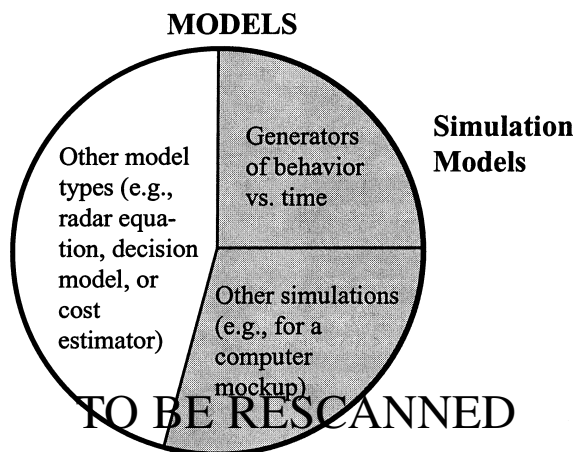 MODELS
Simulation
Models
Generators
of behavior
vs. time
Other model
types (e.g.,
radar equa-
tion, decision
model, or
cost
estimator)
Other simulations
(e.g., for a
computer
mockup)
TO BE RESCANNED